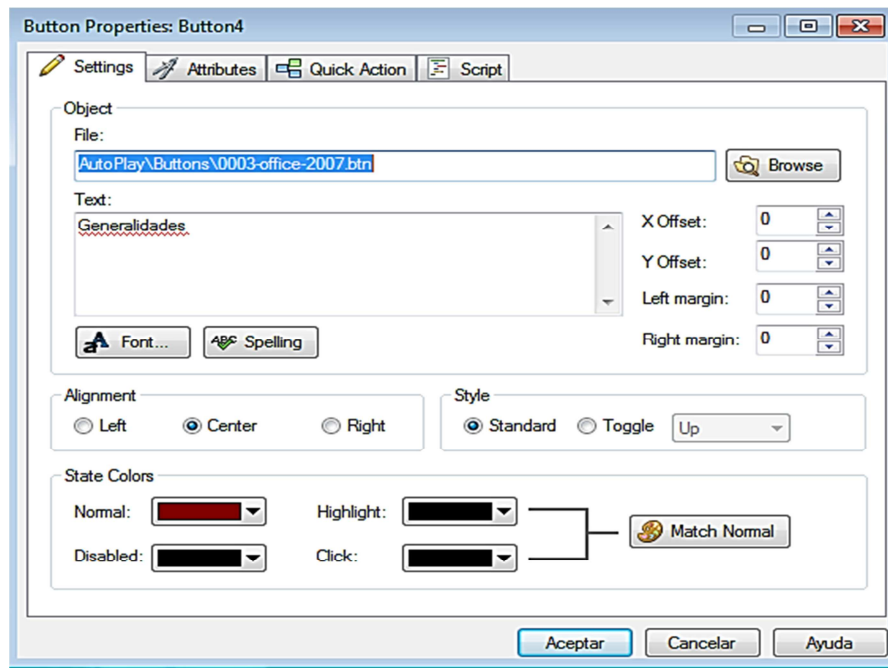 Button Properties: Button4
Settings Attributes Quick Action Script
Object
File:
AutoPlay\Buttons\0003-office-2007.btn
Browse
Text:
Generalidades
X Offset: 0
Y Offset: 0
Left margin: 0
Right margin: 0
Font... ABC Spelling
Alignment
Left Center Right
Style
Standard Toggle Up
State Colors
Normal: Highlight:
Match Normal
Disabled: Click:
Aceptar Cancelar Ayuda